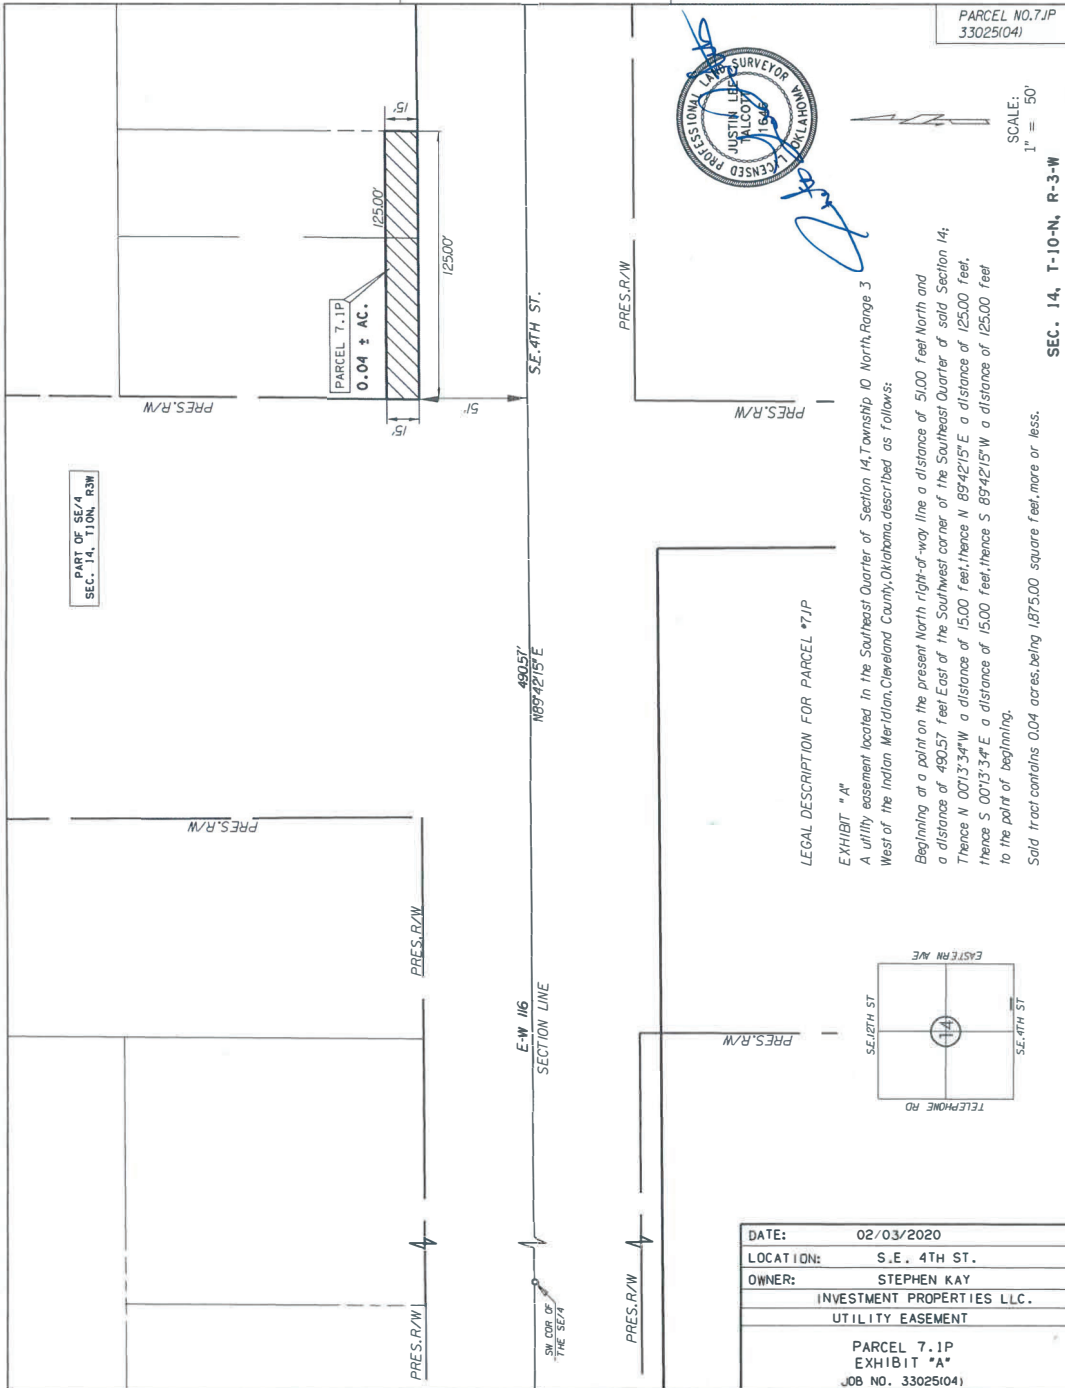 PARCEL NO.7.1P
33025(04)
SCALE:
1" = 50'
SEC. 14, T-10-N, R-3-W
LICENSED PROFESSIONAL LAND SURVEYOR
JUSTIN LEE
TALCOTT
1646
OKLAHOMA
PART OF SE/4
SEC. 14, T10N, R3W
PRES.R/W
PRES.R/W
PRES.R/W
PRES.R/W
PRES.R/W
PRES.R/W
PRES.R/W
PRES.R/W
PARCEL 7.1P
0.04 ± AC.
15'
15'
125.00'
125.00'
51'
S.E.4TH ST.
490.57'
N89°42'15"E
E-W 116
SECTION LINE
SW COR OF
THE SE/4
LEGAL DESCRIPTION FOR PARCEL #7.1P
EXHIBIT "A"
A utility easement located in the Southeast Quarter of Section 14, Township 10 North, Range 3
West of the Indian Meridian, Cleveland County, Oklahoma, described as follows:
Beginning at a point on the present North right-of-way line a distance of 51.00 feet North and
a distance of 490.57 feet East of the Southwest corner of the Southeast Quarter of said Section 14;
Thence N 00°13'34"W a distance of 15.00 feet, thence N 89°42'15"E a distance of 125.00 feet,
thence S 00°13'34"E a distance of 15.00 feet, thence S 89°42'15"W a distance of 125.00 feet
to the point of beginning.
Said tract contains 0.04 acres, being 1,875.00 square feet, more or less.
S.E.12TH ST
EASTERN AVE
14
TELEPHONE RD
S.E.4TH ST
DATE: 02/03/2020
LOCATION: S.E. 4TH ST.
OWNER: STEPHEN KAY
INVESTMENT PROPERTIES LLC.
UTILITY EASEMENT
PARCEL 7.1P
EXHIBIT "A"
JOB NO. 33025(04)